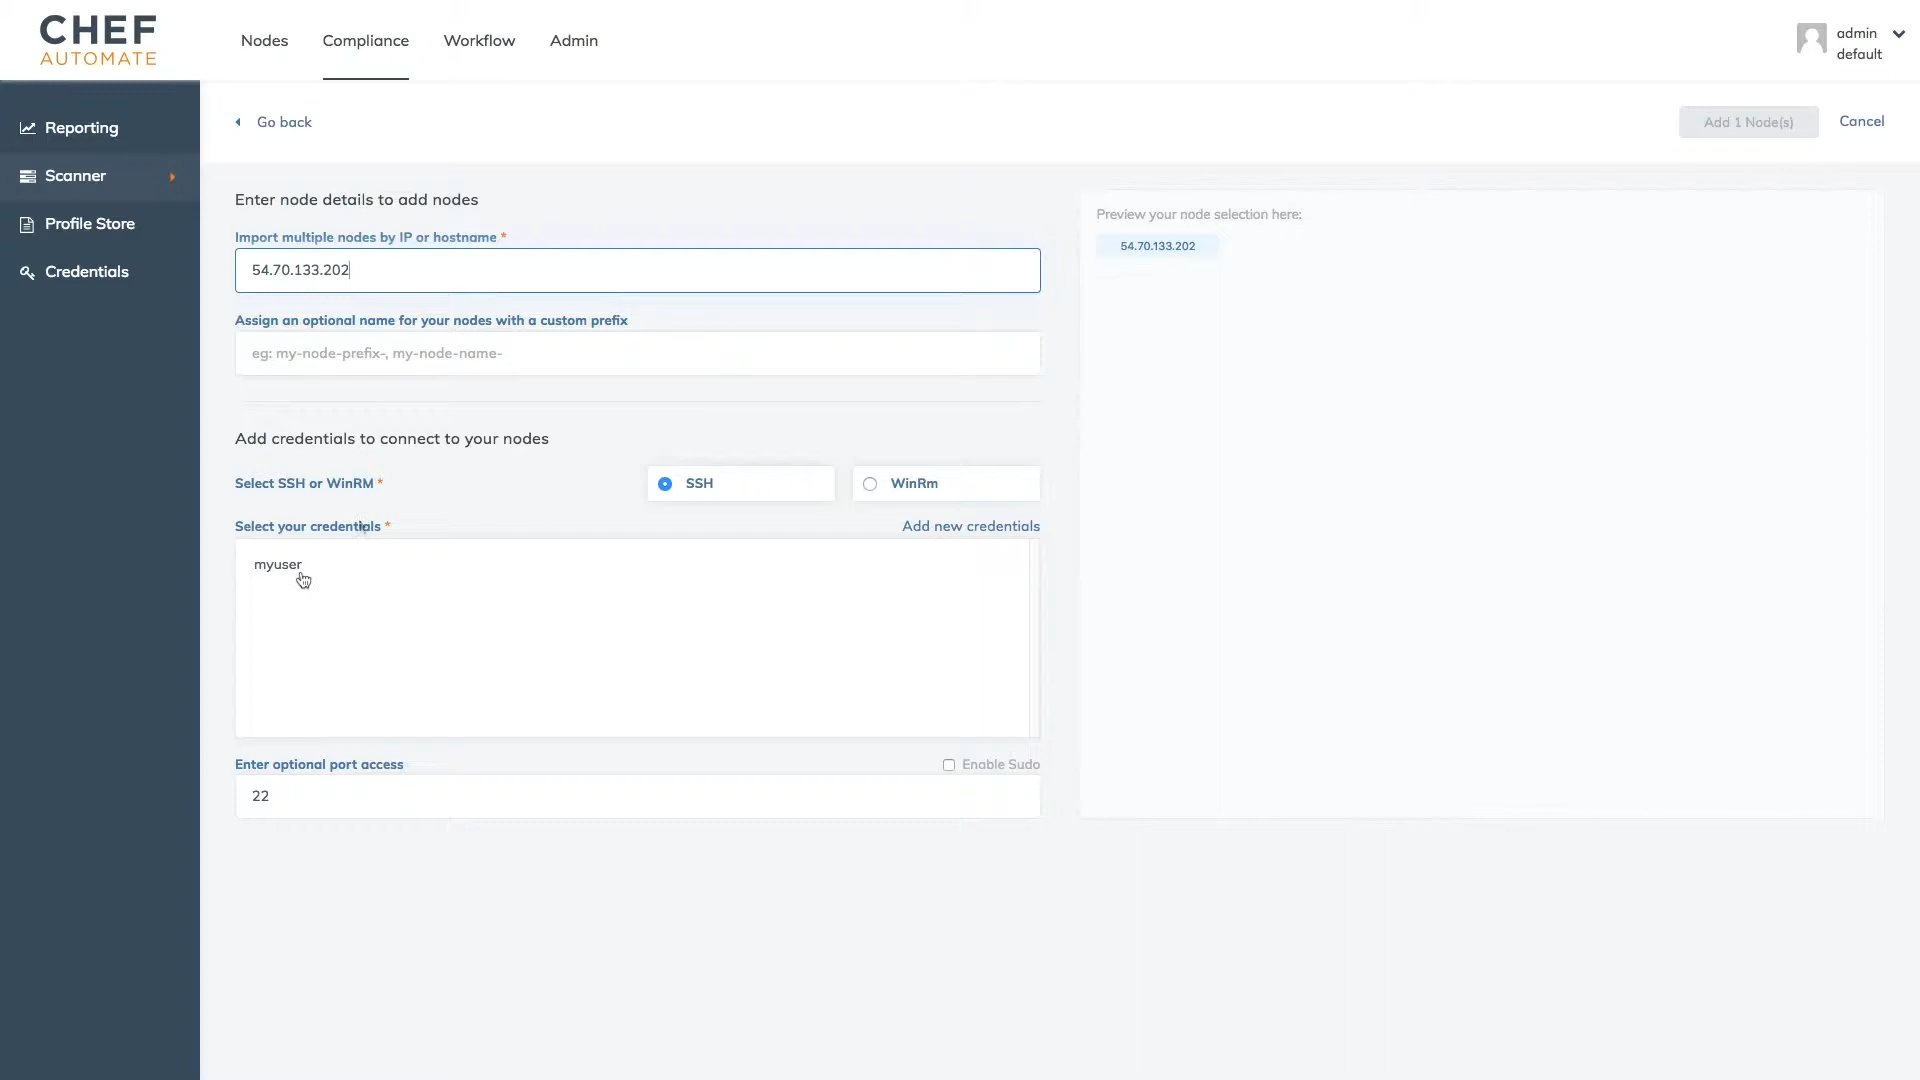 CHEF
AUTOMATE
Nodes
Compliance
Workflow
Admin
admin
default
Reporting
Scanner
Profile Store
Credentials
Go back
Add 1 Node(s)
Cancel
Enter node details to add nodes
Import multiple nodes by IP or hostname *
54.70.133.202
Assign an optional name for your nodes with a custom prefix
eg: my-node-prefix-, my-node-name-
Add credentials to connect to your nodes
Select SSH or WinRM *
SSH
WinRm
Select your credentials *
Add new credentials
myuser
Enter optional port access
Enable Sudo
22
Preview your node selection here:
54.70.133.202